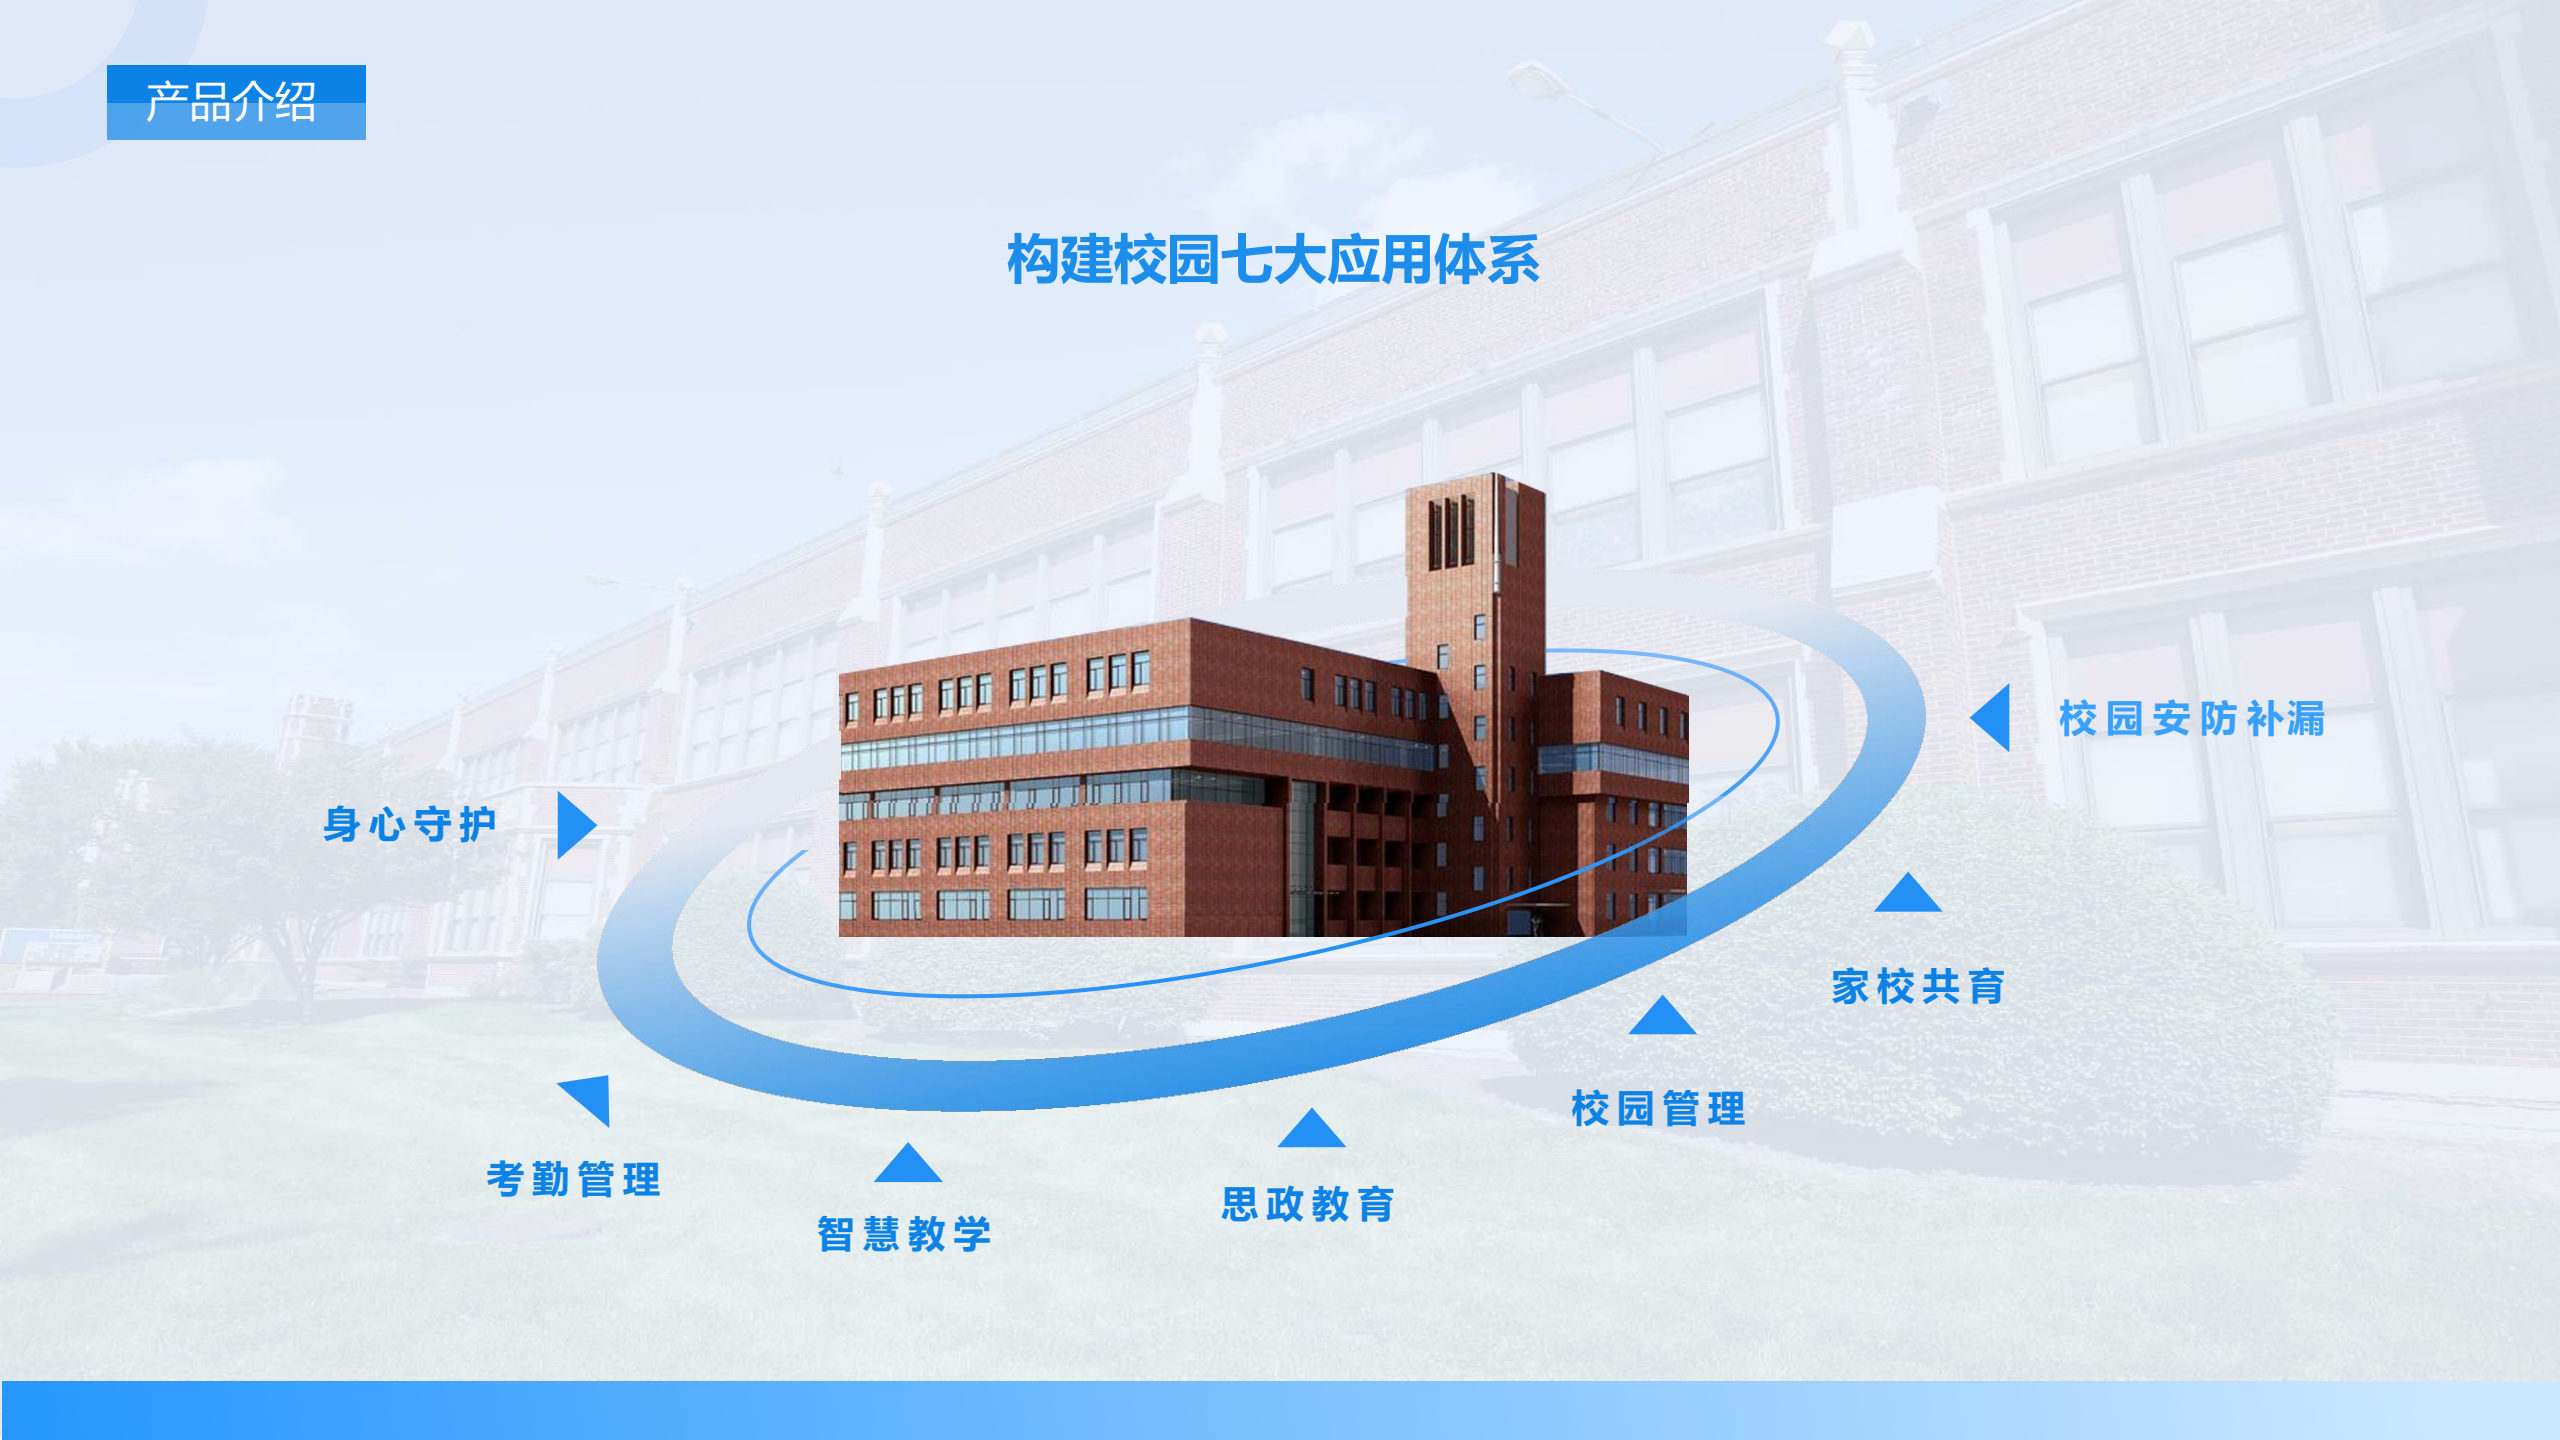 产品介绍
构建校园七大应用体系
校园安防补漏
身心守护
家校共育
校园管理
考勤管理
思政教育
智慧教学